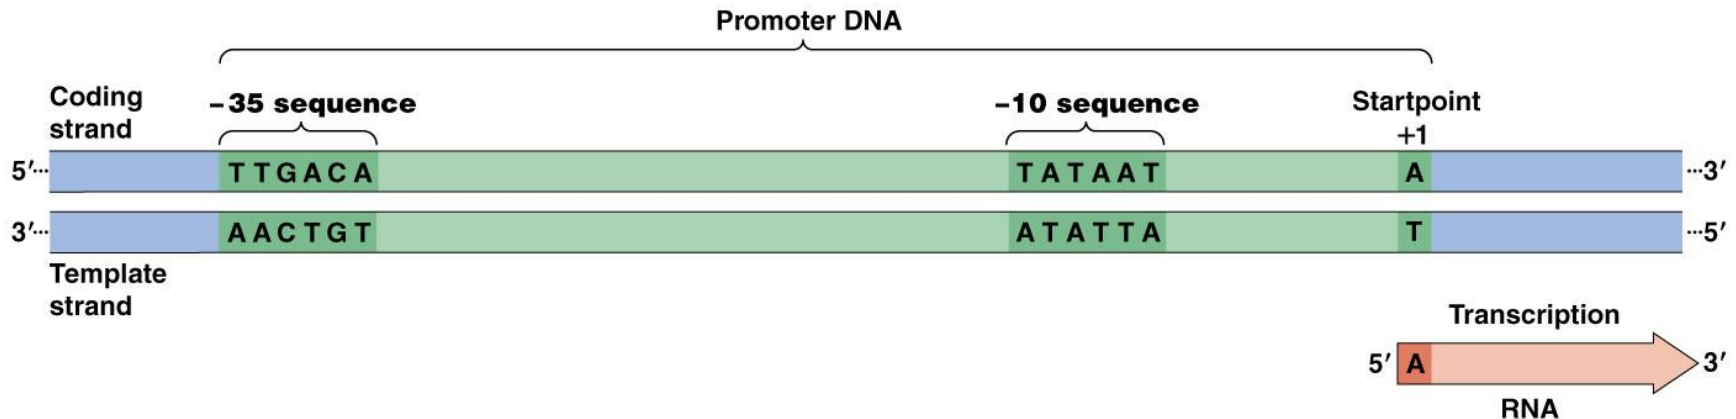 Promoter DNA
Coding
strand
–35 sequence
–10 sequence
Startpoint
+1
5′··· T T G A C A T A T A A T A ···3′
3′··· A A C T G T A T A T T A T ···5′
Template
strand
Transcription
5′ A 3′
RNA